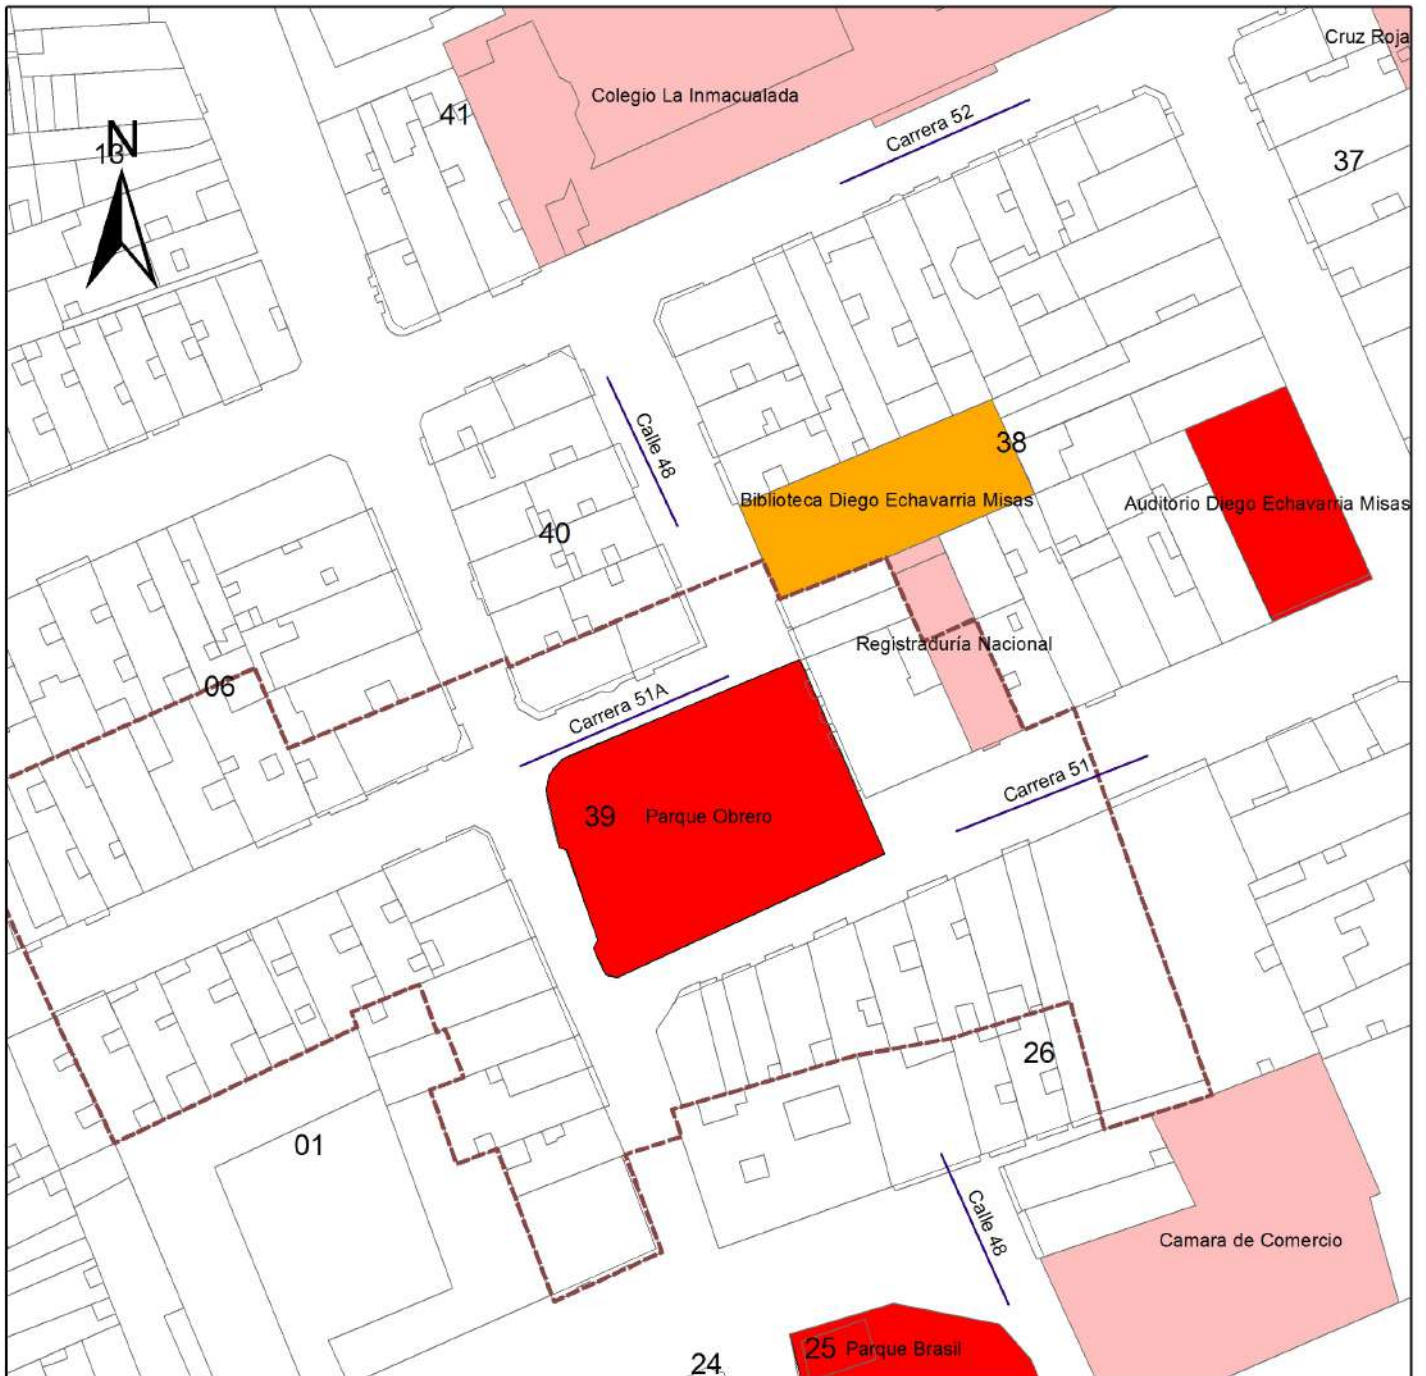 Cruz Roja
Colegio La Inmacualada
41
Carrera 52
N
13
37
Calle 48
38
Biblioteca Diego Echavarria Misas
Auditorio Diego Echavarria Misas
40
Registraduría Nacional
06
Carrera 51A
Carrera 51
39
Parque Obrero
26
01
Calle 48
Camara de Comercio
25
Parque Brasil
24